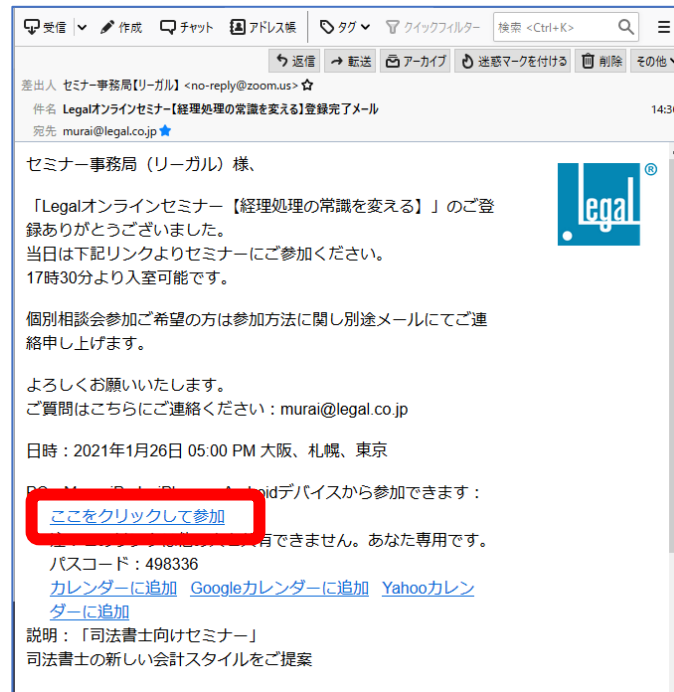 受信 作成 チャット アドレス帳 タグ クイックフィルター 検索 <Ctrl+K>
返信 転送 アーカイブ 迷惑マークを付ける 削除 その他
差出人 セミナー事務局【リーガル】 <no-reply@zoom.us>
件名 Legalオンラインセミナー【経理処理の常識を変える】登録完了メール 14:30
宛先 murai@legal.co.jp
セミナー事務局（リーガル）様、
legal®
「Legalオンラインセミナー【経理処理の常識を変える】」のご登
録ありがとうございました。
当日は下記リンクよりセミナーにご参加ください。
17時30分より入室可能です。
個別相談会参加ご希望の方は参加方法に関し別途メールにてご連
絡申し上げます。
よろしくお願いいたします。
ご質問はこちらにご連絡ください：murai@legal.co.jp
日時：2021年1月26日 05:00 PM 大阪、札幌、東京
デバイスから参加できます：
ここをクリックして参加
できません。あなた専用です。
パスコード：498336
カレンダーに追加 Googleカレンダーに追加 Yahooカレン
ダーに追加
説明：「司法書士向けセミナー」
司法書士の新しい会計スタイルをご提案